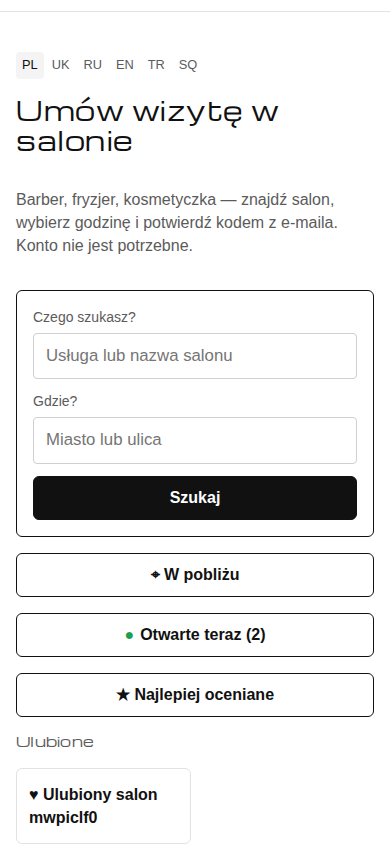 PL UK RU EN TR SQ
Umów wizytę w
salonie
Barber, fryzjer, kosmetyczka — znajdź salon,
wybierz godzinę i potwierdź kodem z e-maila.
Konto nie jest potrzebne.
Czego szukasz?
Usługa lub nazwa salonu
Gdzie?
Miasto lub ulica
Szukaj
⌖ W pobliżu
● Otwarte teraz (2)
★ Najlepiej oceniane
Ulubione
♥ Ulubiony salon
mwpiclf0